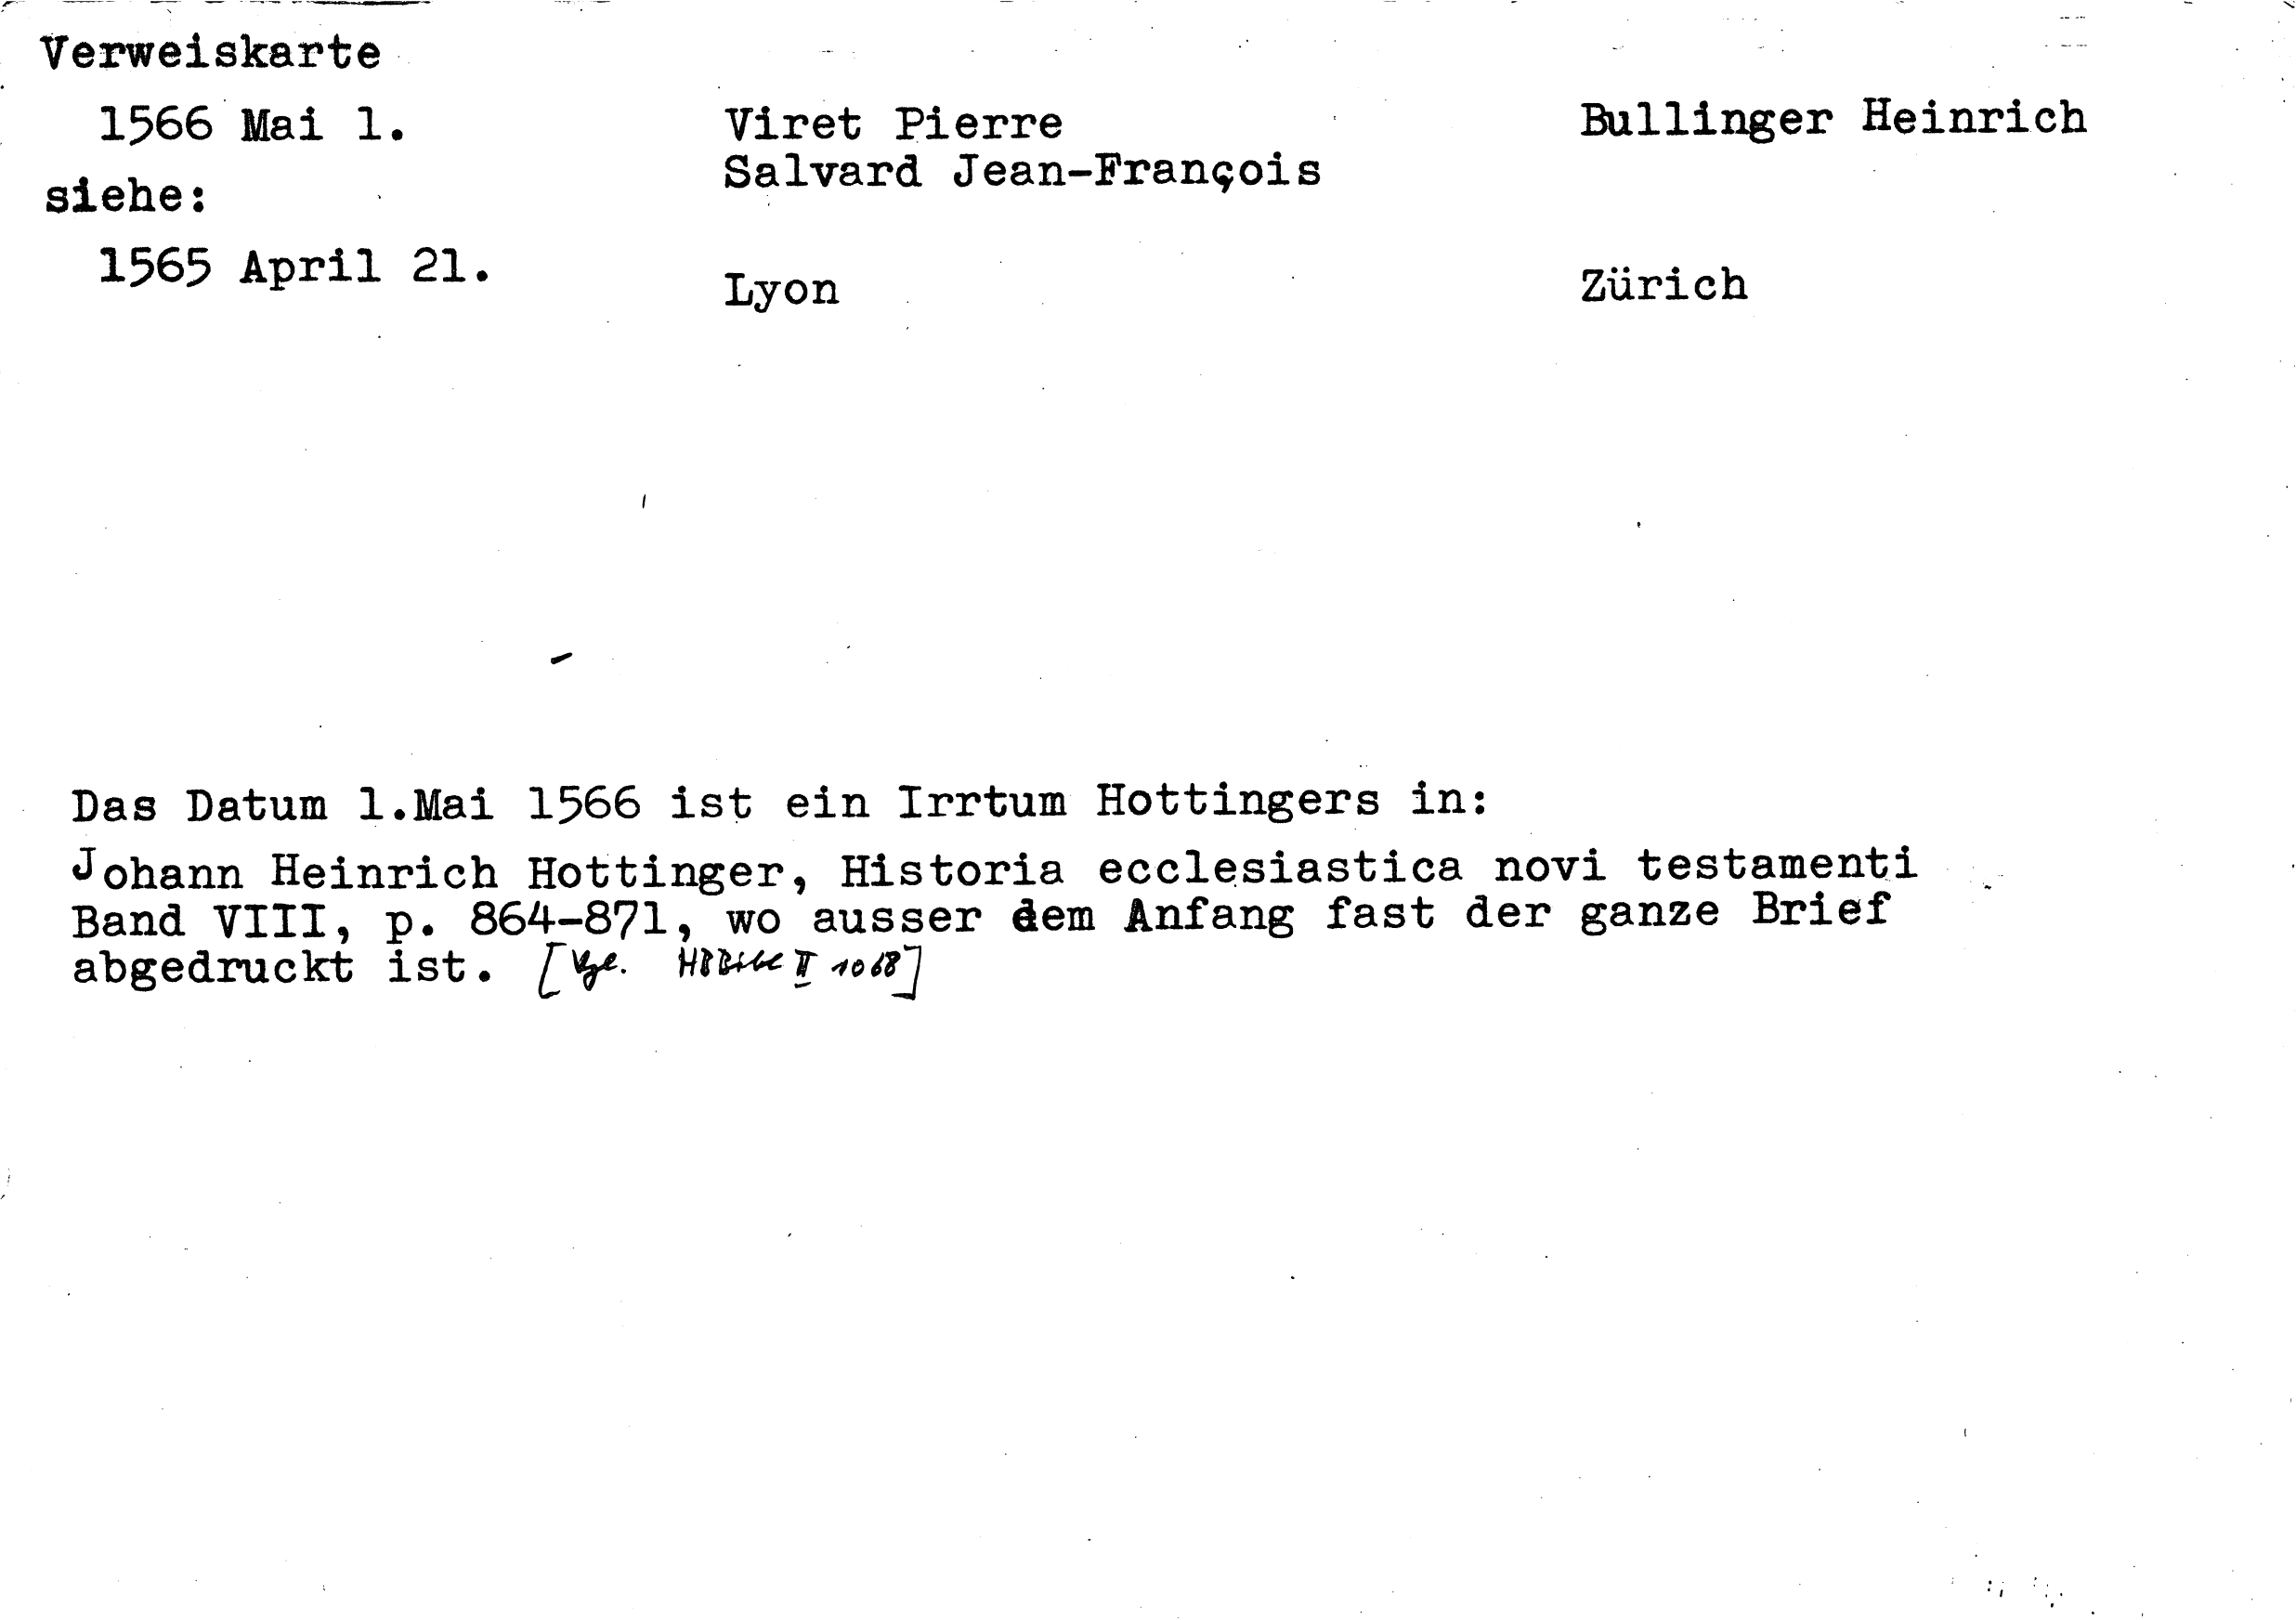 Verweiskarte
1566 Mai 1.
siehe:
1565 April 21.
Viret Pierre
Salvard Jean-François
Lyon
Bullinger Heinrich
Zürich
Das Datum 1.Mai 1566 ist ein Irrtum Hottingers in:
Johann Heinrich Hottinger, Historia ecclesiastica novi testamenti
Band VIII, p. 864-871, wo ausser dem Anfang fast der ganze Brief
abgedruckt ist. [Vgl. HBBibl II 1068]